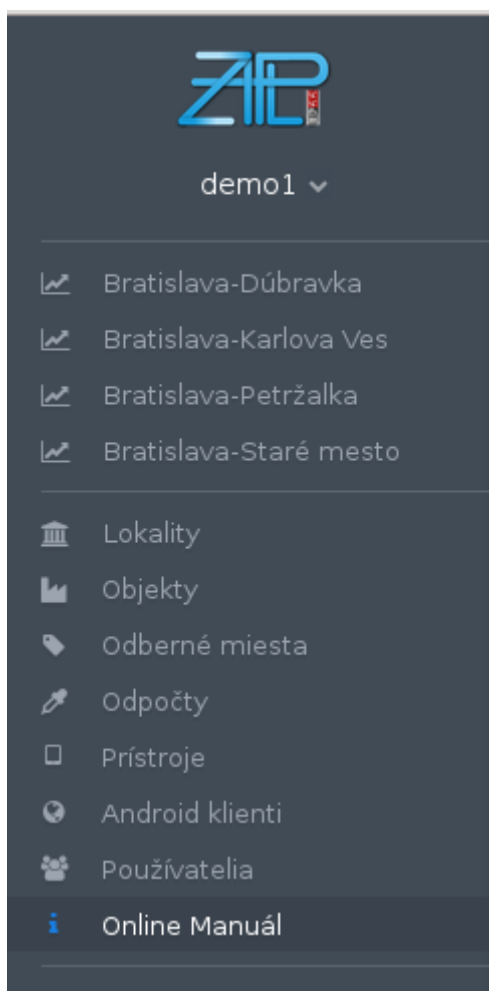 demo1
Bratislava-Dúbravka
Bratislava-Karlova Ves
Bratislava-Petržalka
Bratislava-Staré mesto
Lokality
Objekty
Odberné miesta
Odpočty
Prístroje
Android klienti
Používatelia
Online Manuál